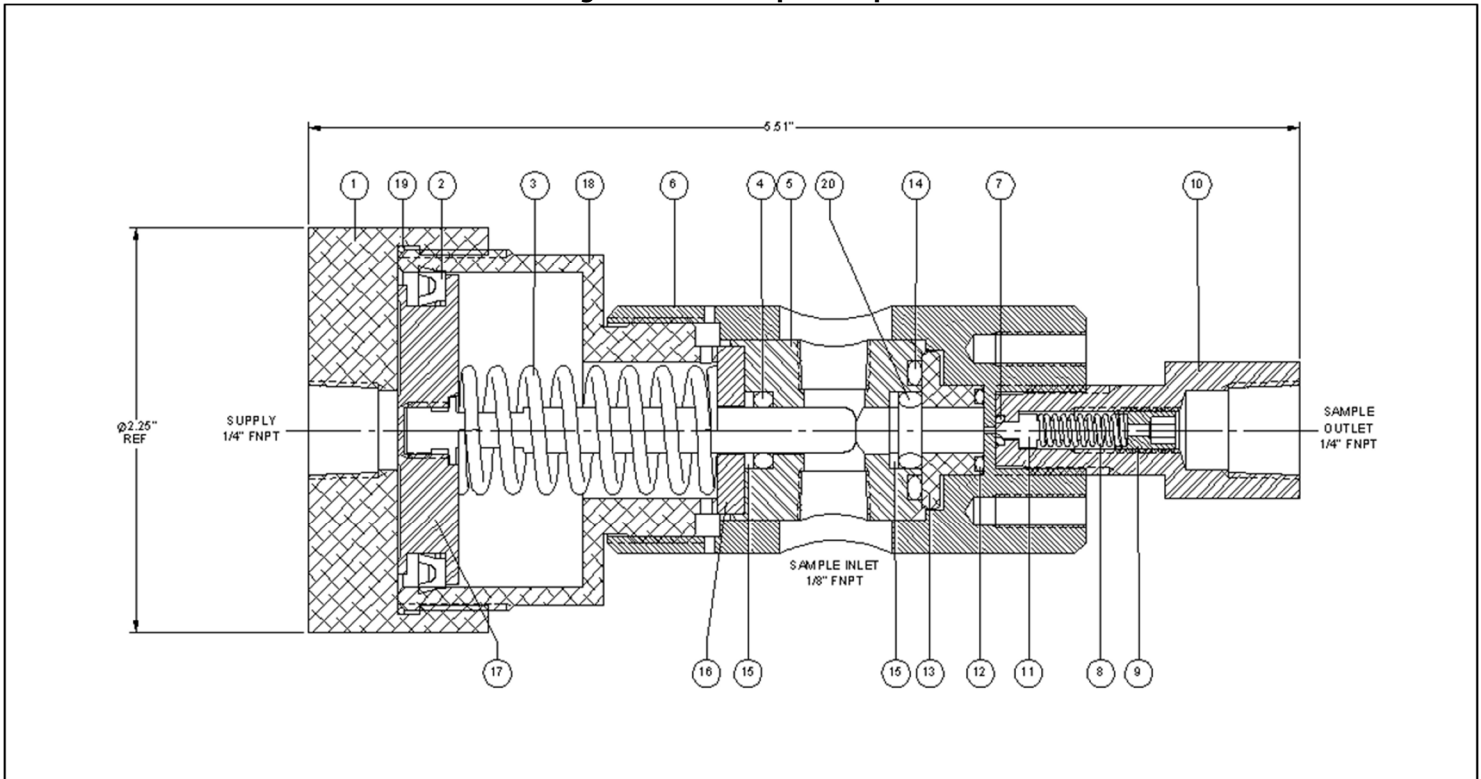 5.51"
1 19 2 3 18 6 4 5 20 14 7 10
Ø2.25"
REF
SUPPLY
1/4" FNPT
SAMPLE
OUTLET
1/4" FNPT
SAMPLE INLET
1/8" FNPT
17 16 15 15 13 12 11 8 9